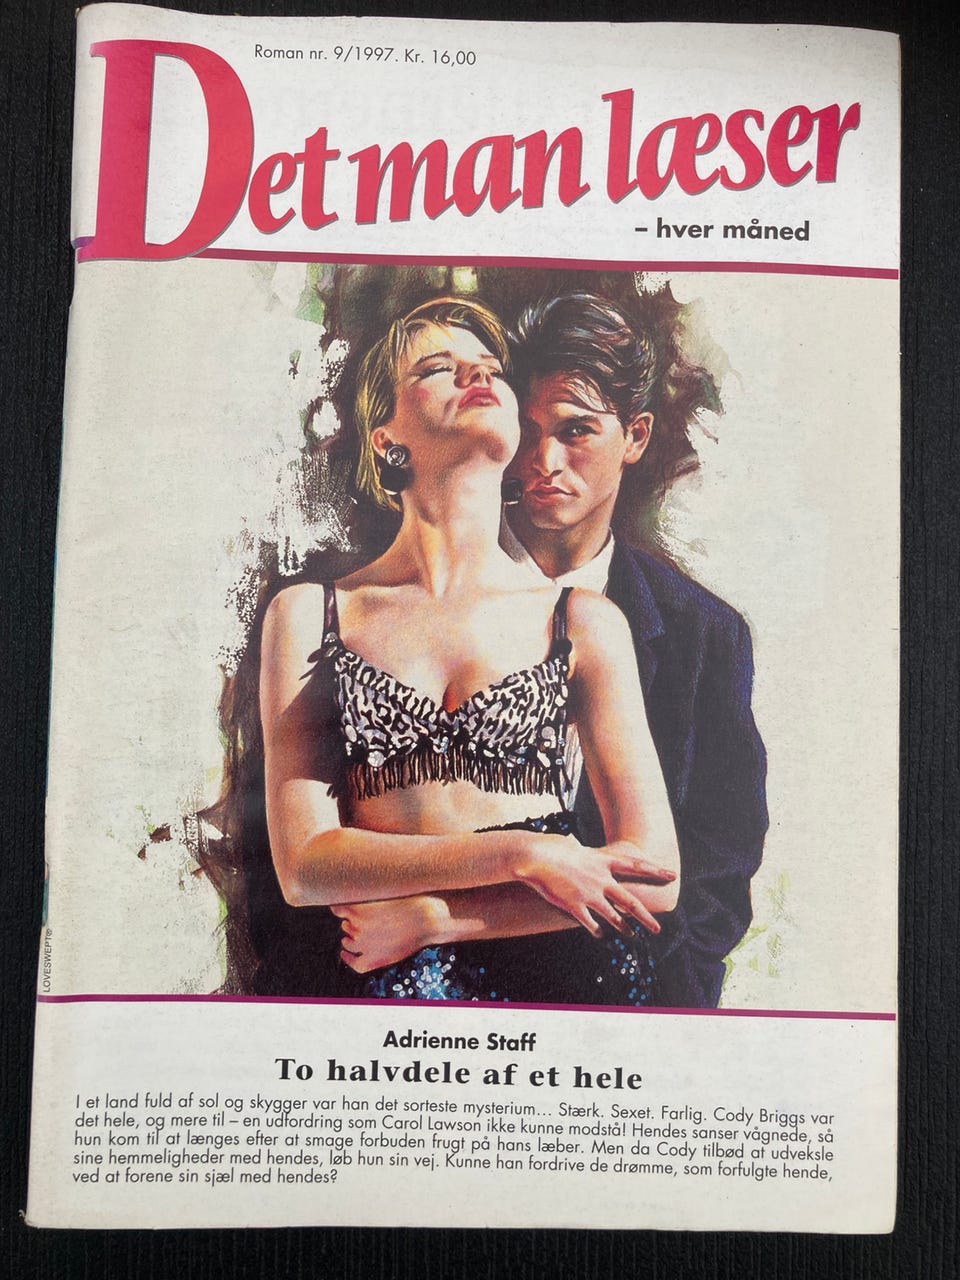 Roman nr. 9/1997. Kr. 16,00
Det man læser
– hver måned
LOVESWEPT®
Adrienne Staff
To halvdele af et hele
I et land fuld af sol og skygger var han det sorteste mysterium... Stærk. Sexet. Farlig. Cody Briggs var
det hele, og mere til – en udfordring som Carol Lawson ikke kunne modstå! Hendes sanser vågnede, så
hun kom til at længes efter at smage forbuden frugt på hans læber. Men da Cody tilbød at udveksle
sine hemmeligheder med hendes, løb hun sin vej. Kunne han fordrive de drømme, som forfulgte hende,
ved at forene sin sjæl med hendes?